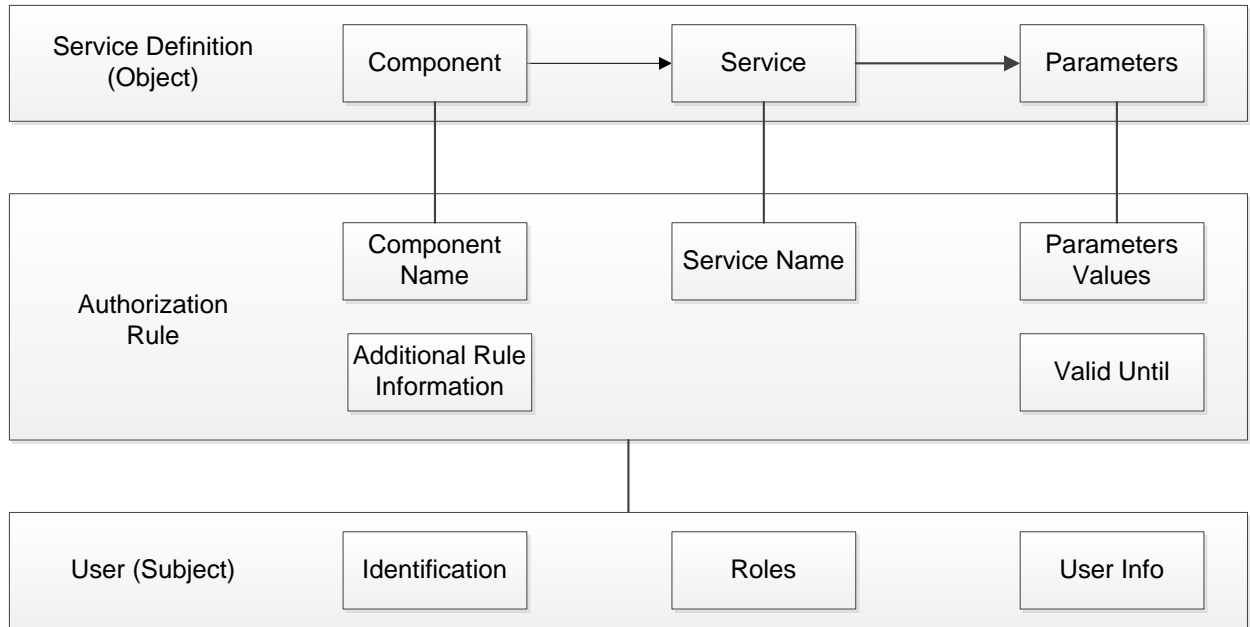 Service Definition
(Object)
Component
Service
Parameters
Authorization
Rule
Component
Name
Service Name
Parameters
Values
Additional Rule
Information
Valid Until
User (Subject)
Identification
Roles
User Info